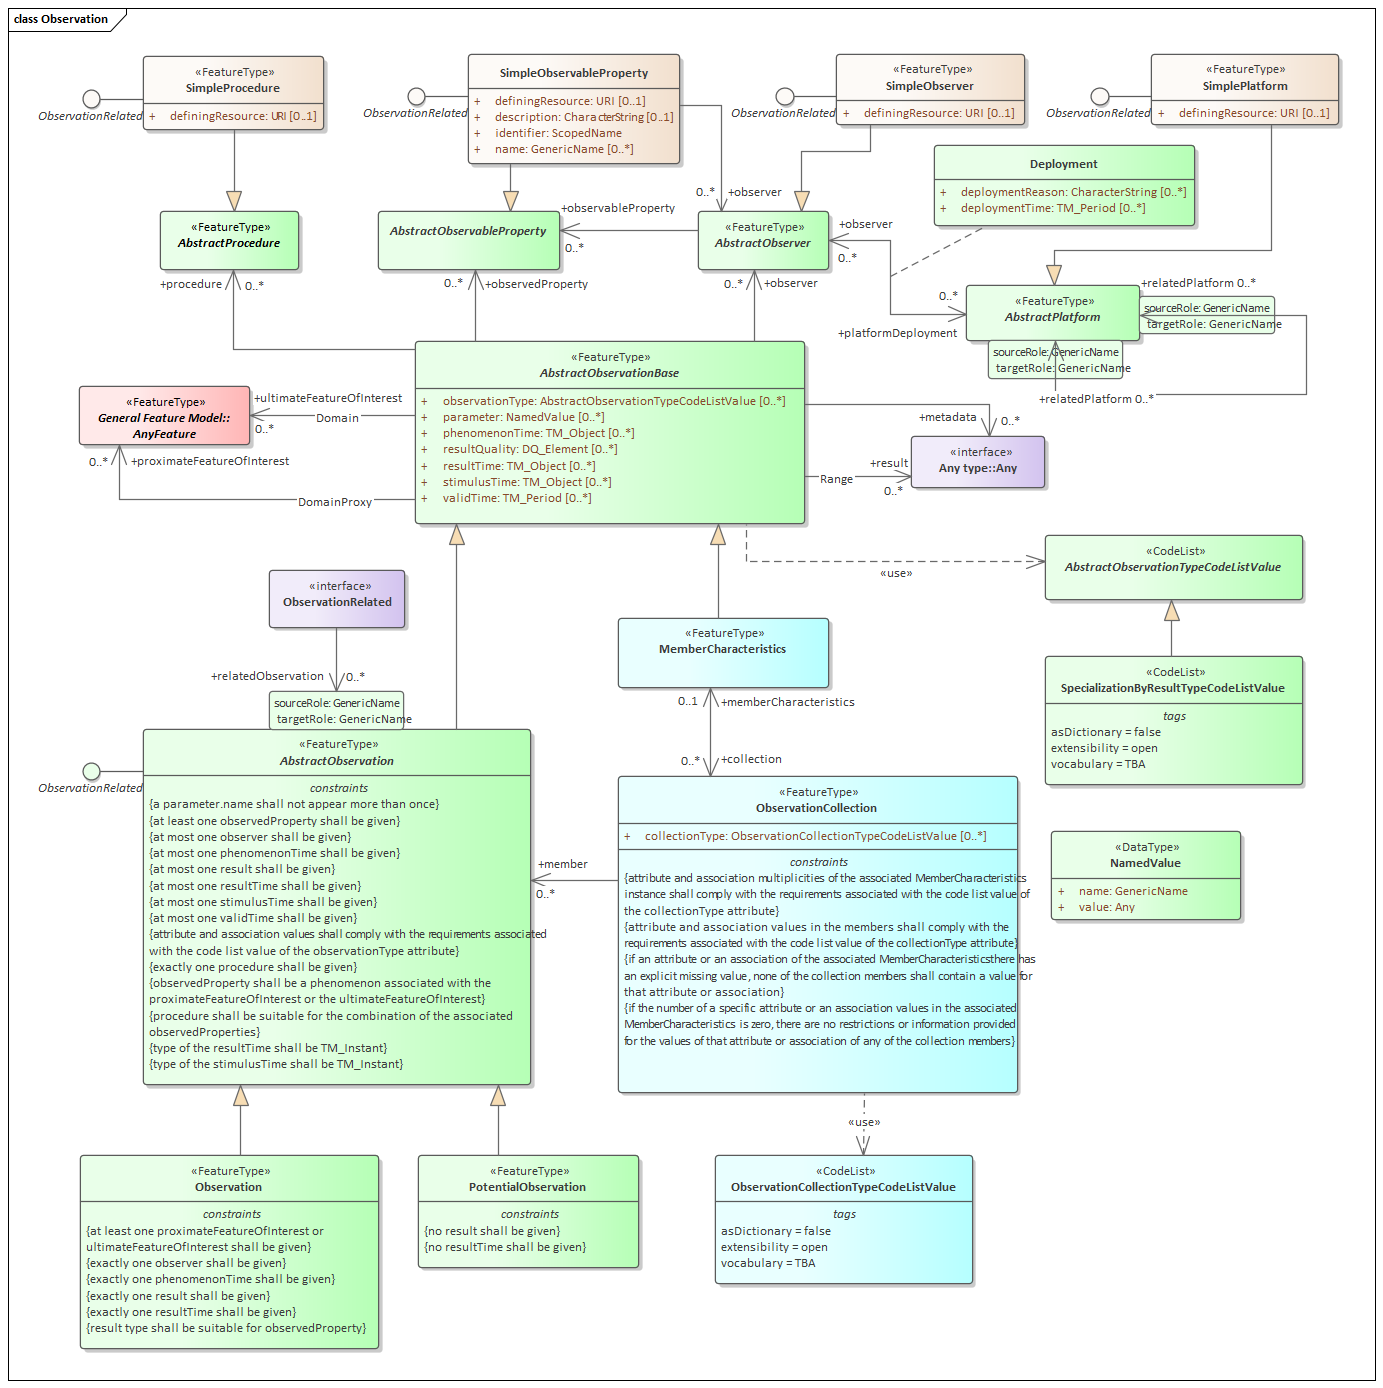 class Observation
«FeatureType»
SimpleProcedure
+ definingResource: URI [0..1]
ObservationRelated
SimpleObservableProperty
+ definingResource: URI [0..1]
+ description: CharacterString [0..1]
+ identifier: ScopedName
+ name: GenericName [0..*]
ObservationRelated
«FeatureType»
SimpleObserver
+ definingResource: URI [0..1]
ObservationRelated
«FeatureType»
SimplePlatform
+ definingResource: URI [0..1]
ObservationRelated
Deployment
+ deploymentReason: CharacterString [0..*]
+ deploymentTime: TM_Period [0..*]
0..* +observer
+observableProperty
0..*
+observer
0..*
«FeatureType»
AbstractProcedure
AbstractObservableProperty
«FeatureType»
AbstractObserver
+procedure 0..*
0..* +observedProperty
0..* +observer
0..*
+platformDeployment
«FeatureType»
AbstractPlatform
+relatedPlatform 0..*
sourceRole: GenericName
targetRole: GenericName
sourceRole: GenericName
targetRole: GenericName
+relatedPlatform 0..*
«FeatureType»
AbstractObservationBase
+ observationType: AbstractObservationTypeCodeListValue [0..*]
+ parameter: NamedValue [0..*]
+ phenomenonTime: TM_Object [0..*]
+ resultQuality: DQ_Element [0..*]
+ resultTime: TM_Object [0..*]
+ stimulusTime: TM_Object [0..*]
+ validTime: TM_Period [0..*]
«FeatureType»
General Feature Model::
AnyFeature
+ultimateFeatureOfInterest
Domain
0..*
0..* +proximateFeatureOfInterest
DomainProxy
+metadata 0..*
«interface»
Any type::Any
+result
Range
0..*
«use»
«CodeList»
AbstractObservationTypeCodeListValue
«interface»
ObservationRelated
+relatedObservation 0..*
sourceRole: GenericName
targetRole: GenericName
«FeatureType»
MemberCharacteristics
0..1 +memberCharacteristics
0..* +collection
«CodeList»
SpecializationByResultTypeCodeListValue
tags
asDictionary = false
extensibility = open
vocabulary = TBA
«FeatureType»
AbstractObservation
constraints
{a parameter.name shall not appear more than once}
{at least one observedProperty shall be given}
{at most one observer shall be given}
{at most one phenomenonTime shall be given}
{at most one result shall be given}
{at most one resultTime shall be given}
{at most one stimulusTime shall be given}
{at most one validTime shall be given}
{attribute and association values shall comply with the requirements associated
with the code list value of the observationType attribute}
{exactly one procedure shall be given}
{observedProperty shall be a phenomenon associated with the
proximateFeatureOfInterest or the ultimateFeatureOfInterest}
{procedure shall be suitable for the combination of the associated
observedProperties}
{type of the resultTime shall be TM_Instant}
{type of the stimulusTime shall be TM_Instant}
ObservationRelated
+member
0..*
«FeatureType»
ObservationCollection
+ collectionType: ObservationCollectionTypeCodeListValue [0..*]
constraints
{attribute and association multiplicities of the associated MemberCharacteristics
instance shall comply with the requirements associated with the code list value of
the collectionType attribute}
{attribute and association values in the members shall comply with the
requirements associated with the code list value of the collectionType attribute}
{if an attribute or an association of the associated MemberCharacteristicsthere has
an explicit missing value, none of the collection members shall contain a value for
that attribute or association}
{if the number of a specific attribute or an association values in the associated
MemberCharacteristics is zero, there are no restrictions or information provided
for the values of that attribute or association of any of the collection members}
«DataType»
NamedValue
+ name: GenericName
+ value: Any
«use»
«FeatureType»
Observation
constraints
{at least one proximateFeatureOfInterest or
ultimateFeatureOfInterest shall be given}
{exactly one observer shall be given}
{exactly one phenomenonTime shall be given}
{exactly one result shall be given}
{exactly one resultTime shall be given}
{result type shall be suitable for observedProperty}
«FeatureType»
PotentialObservation
constraints
{no result shall be given}
{no resultTime shall be given}
«CodeList»
ObservationCollectionTypeCodeListValue
tags
asDictionary = false
extensibility = open
vocabulary = TBA